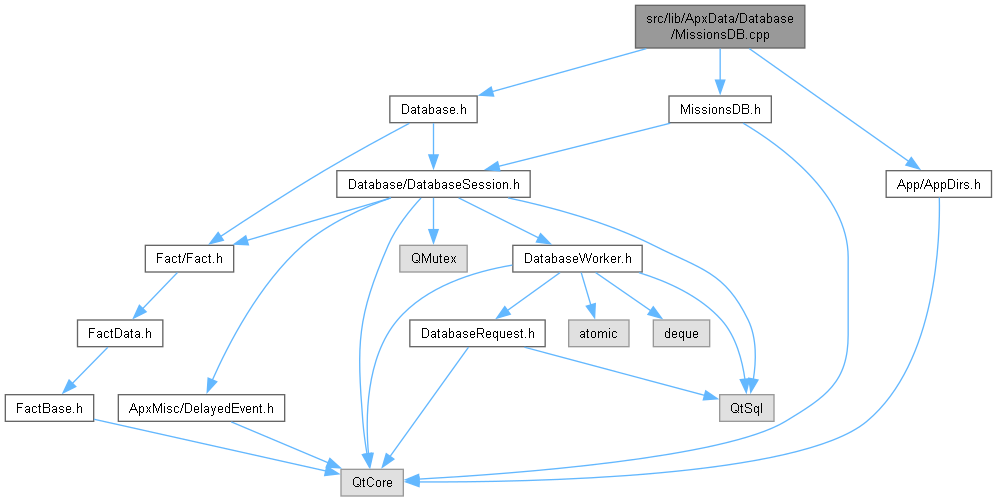 src/lib/ApxData/Database
/MissionsDB.cpp
Database.h
MissionsDB.h
Database/DatabaseSession.h
App/AppDirs.h
Fact/Fact.h
QMutex
DatabaseWorker.h
FactData.h
DatabaseRequest.h
atomic
deque
FactBase.h
ApxMisc/DelayedEvent.h
QtSql
QtCore